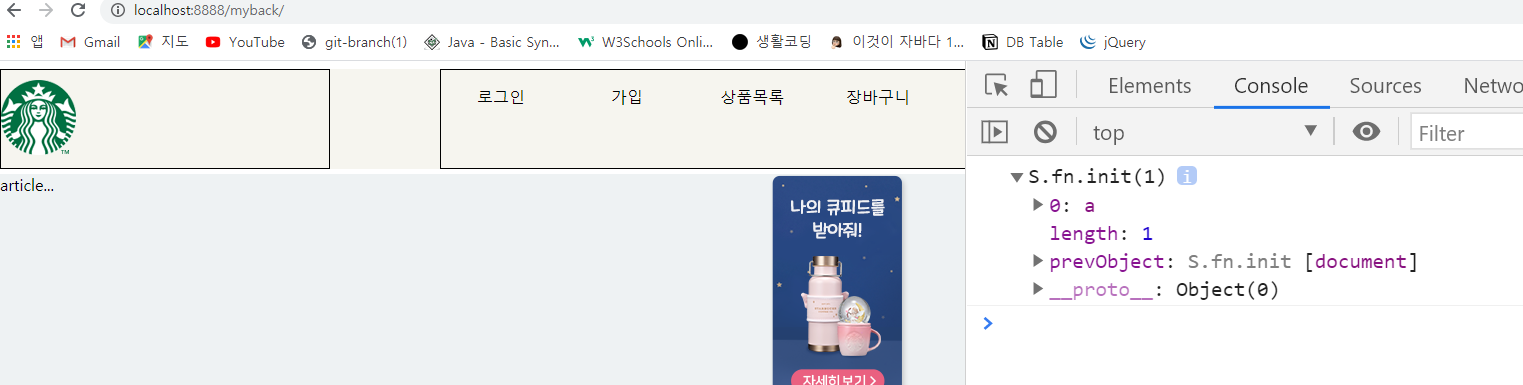 localhost:8888/myback/
앱 Gmail 지도 YouTube git-branch(1) Java - Basic Syn... W3Schools Onli... 생활코딩 이것이 자바다 1... DB Table jQuery
로그인 가입 상품목록 장바구니
TM
article...
나의 큐피드를
받아줘!
자세히 보기 >
Elements Console Sources Netwo
top ▼ Filter
▼ S.fn.init(1) i
▶ 0: a
length: 1
▶ prevObject: S.fn.init [document]
▶ __proto__: Object(0)
>